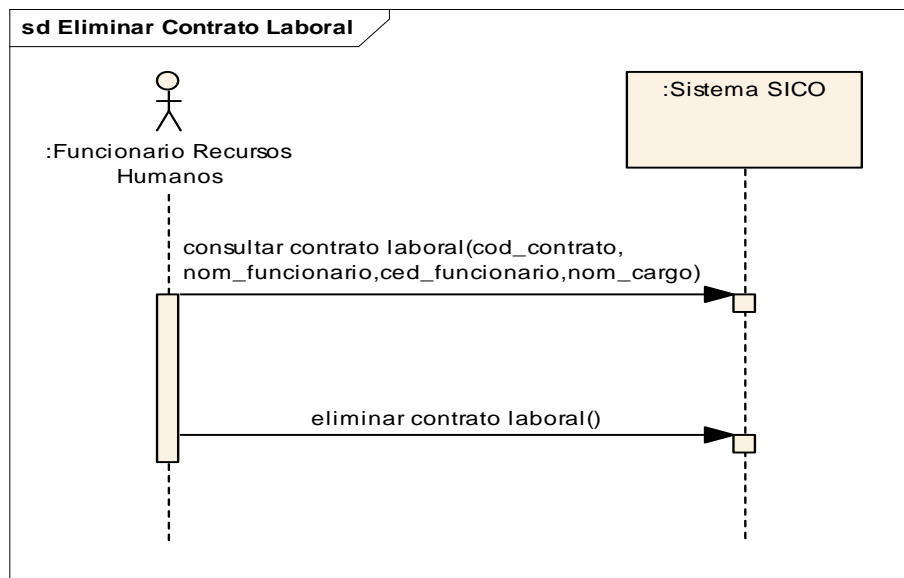 sd Eliminar Contrato Laboral
:Funcionario Recursos
Humanos
:Sistema SICO
consultar contrato laboral(cod_contrato,
nom_funcionario,ced_funcionario,nom_cargo)
eliminar contrato laboral()